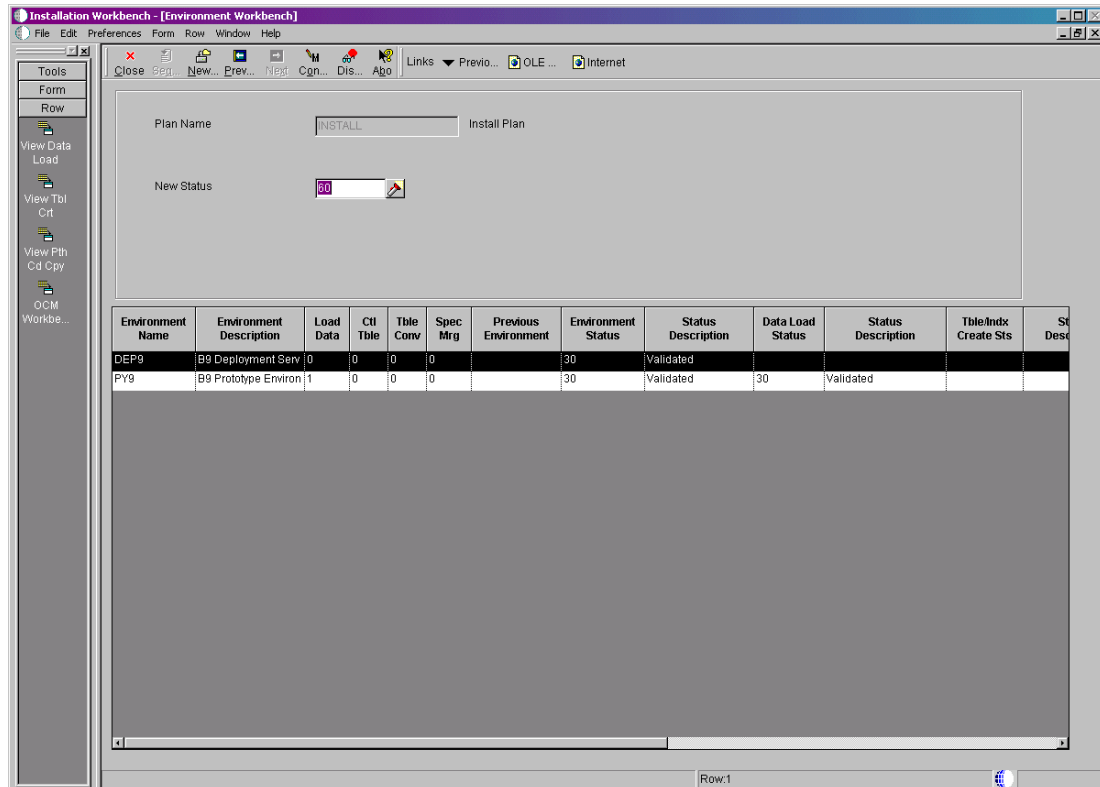 Installation Workbench - [Environment Workbench]
File Edit Preferences Form Row Window Help
Close Beg... New... Prev... Next Con... Dis... Abo Links Previo... OLE ... Internet
Tools
Form
Row
View Data Load
View Tbl Crt
View Pth Cd Cpy
OCM Workbe...
Plan Name INSTALL Install Plan
New Status 60
Environment Name Environment Description Load Data Ctl Tble Tble Conv Spec Mrg Previous Environment Environment Status Status Description Data Load Status Status Description Tble/Indx Create Sts St Desc
DEP9 B9 Deployment Serv 0 0 0 0 30 Validated
PY9 B9 Prototype Environ 1 0 0 0 30 Validated 30 Validated
Row:1